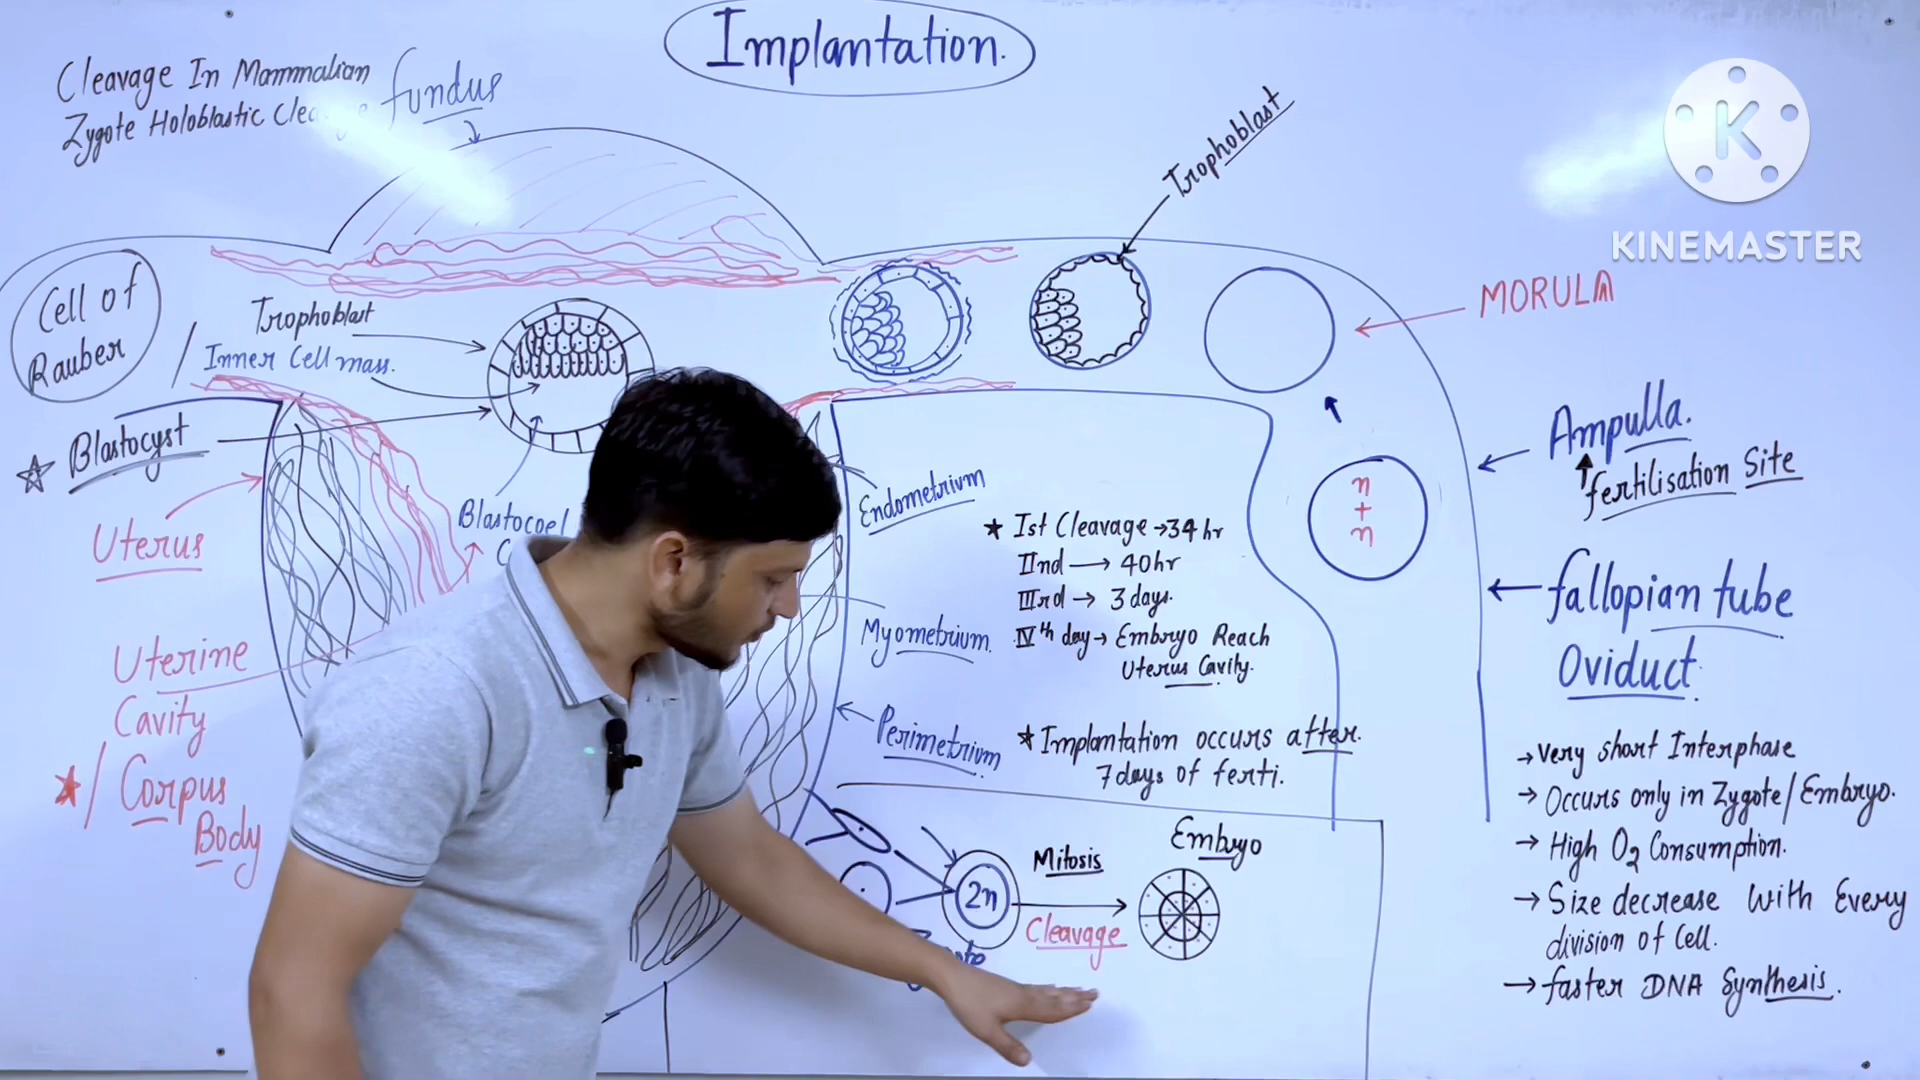 Implantation.
Cleavage In Mammalian
Zygote Holoblastic
fundus
Trophoblast
KINEMASTER
MORULA
Cell of
Rauber
Trophoblast
Inner Cell mass.
Blastocyst
Uterus
Blastocoel
Uterine
Cavity
Corpus
Body
Endometrium
Myometrium.
Perimetrium
Ist Cleavage → 34 hr
IInd → 40hr
IIIrd → 3 days.
IVth day → Embryo Reach
Uterus Cavity.
Implantation occurs after
7days of ferti.
n
+
n
Ampulla.
fertilisation Site
fallopian tube
Oviduct
→ Very short Interphase
→ Occurs only in Zygote/Embryo.
→ High O2 Consumption.
→ Size decrease With Every
division of Cell.
→ faster DNA Synthesis.
2n
Mitosis
Cleavage
Embryo